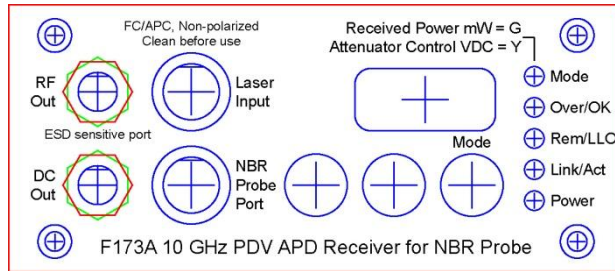 FC/APC, Non-polarized
Clean before use
Received Power mW = G
Attenuator Control VDC = Y
RF
Out
Laser
Input
Mode
Over/OK
Rem/LLO
Link/Act
Power
ESD sensitive port
Mode
DC
Out
NBR
Probe
Port
F173A 10 GHz PDV APD Receiver for NBR Probe